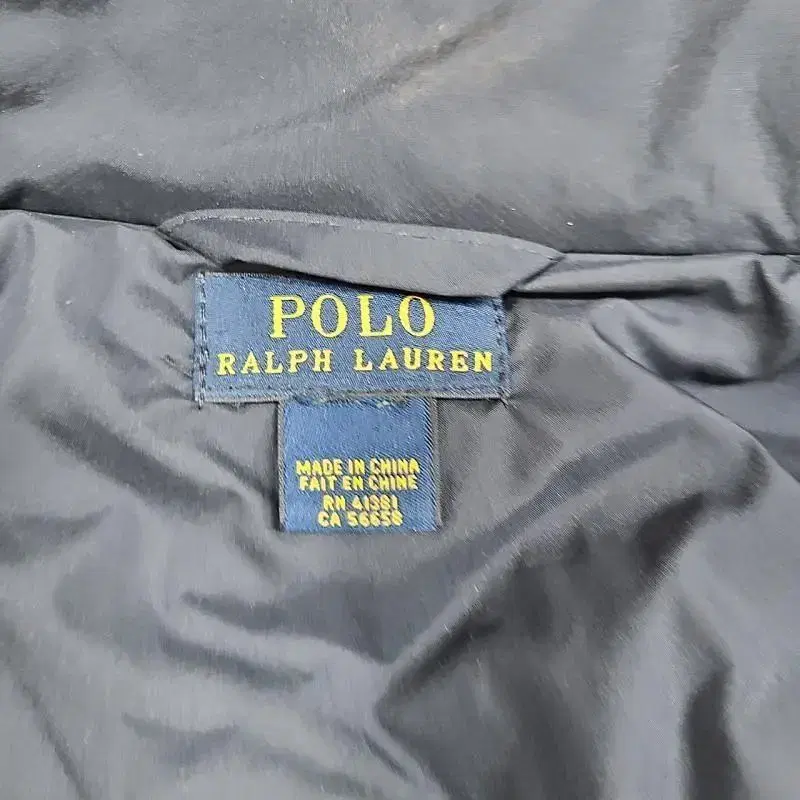 POLO
RALPH LAUREN
MADE IN CHINA
FAIT EN CHINE
RN 41381
CA 56658